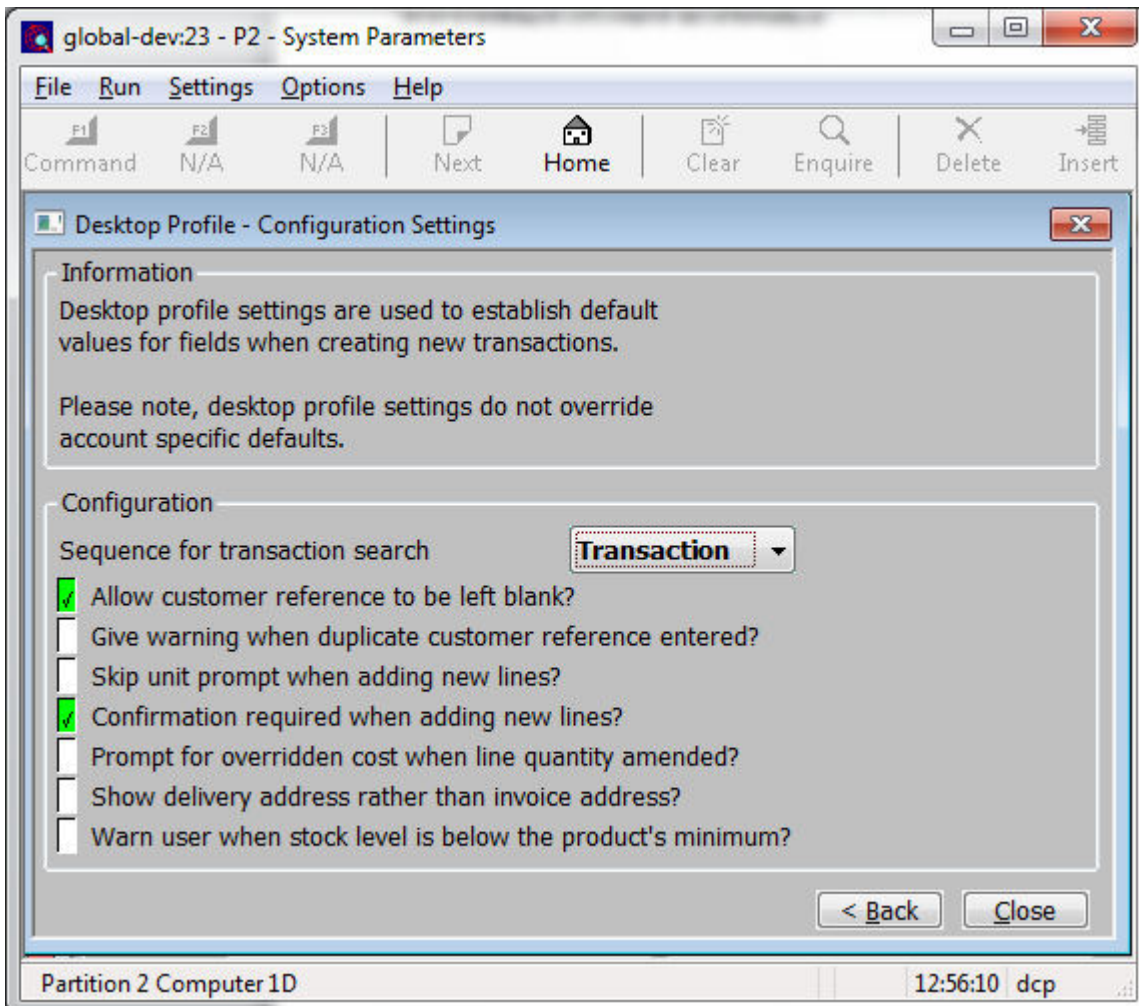 global-dev:23 - P2 - System Parameters
File Run Settings Options Help
F1 F2 F3
Command N/A N/A Next Home Clear Enquire Delete Insert
Desktop Profile - Configuration Settings
Information
Desktop profile settings are used to establish default
values for fields when creating new transactions.
Please note, desktop profile settings do not override
account specific defaults.
Configuration
Sequence for transaction search Transaction
Allow customer reference to be left blank?
Give warning when duplicate customer reference entered?
Skip unit prompt when adding new lines?
Confirmation required when adding new lines?
Prompt for overridden cost when line quantity amended?
Show delivery address rather than invoice address?
Warn user when stock level is below the product's minimum?
< Back Close
Partition 2 Computer 1D 12:56:10 dcp